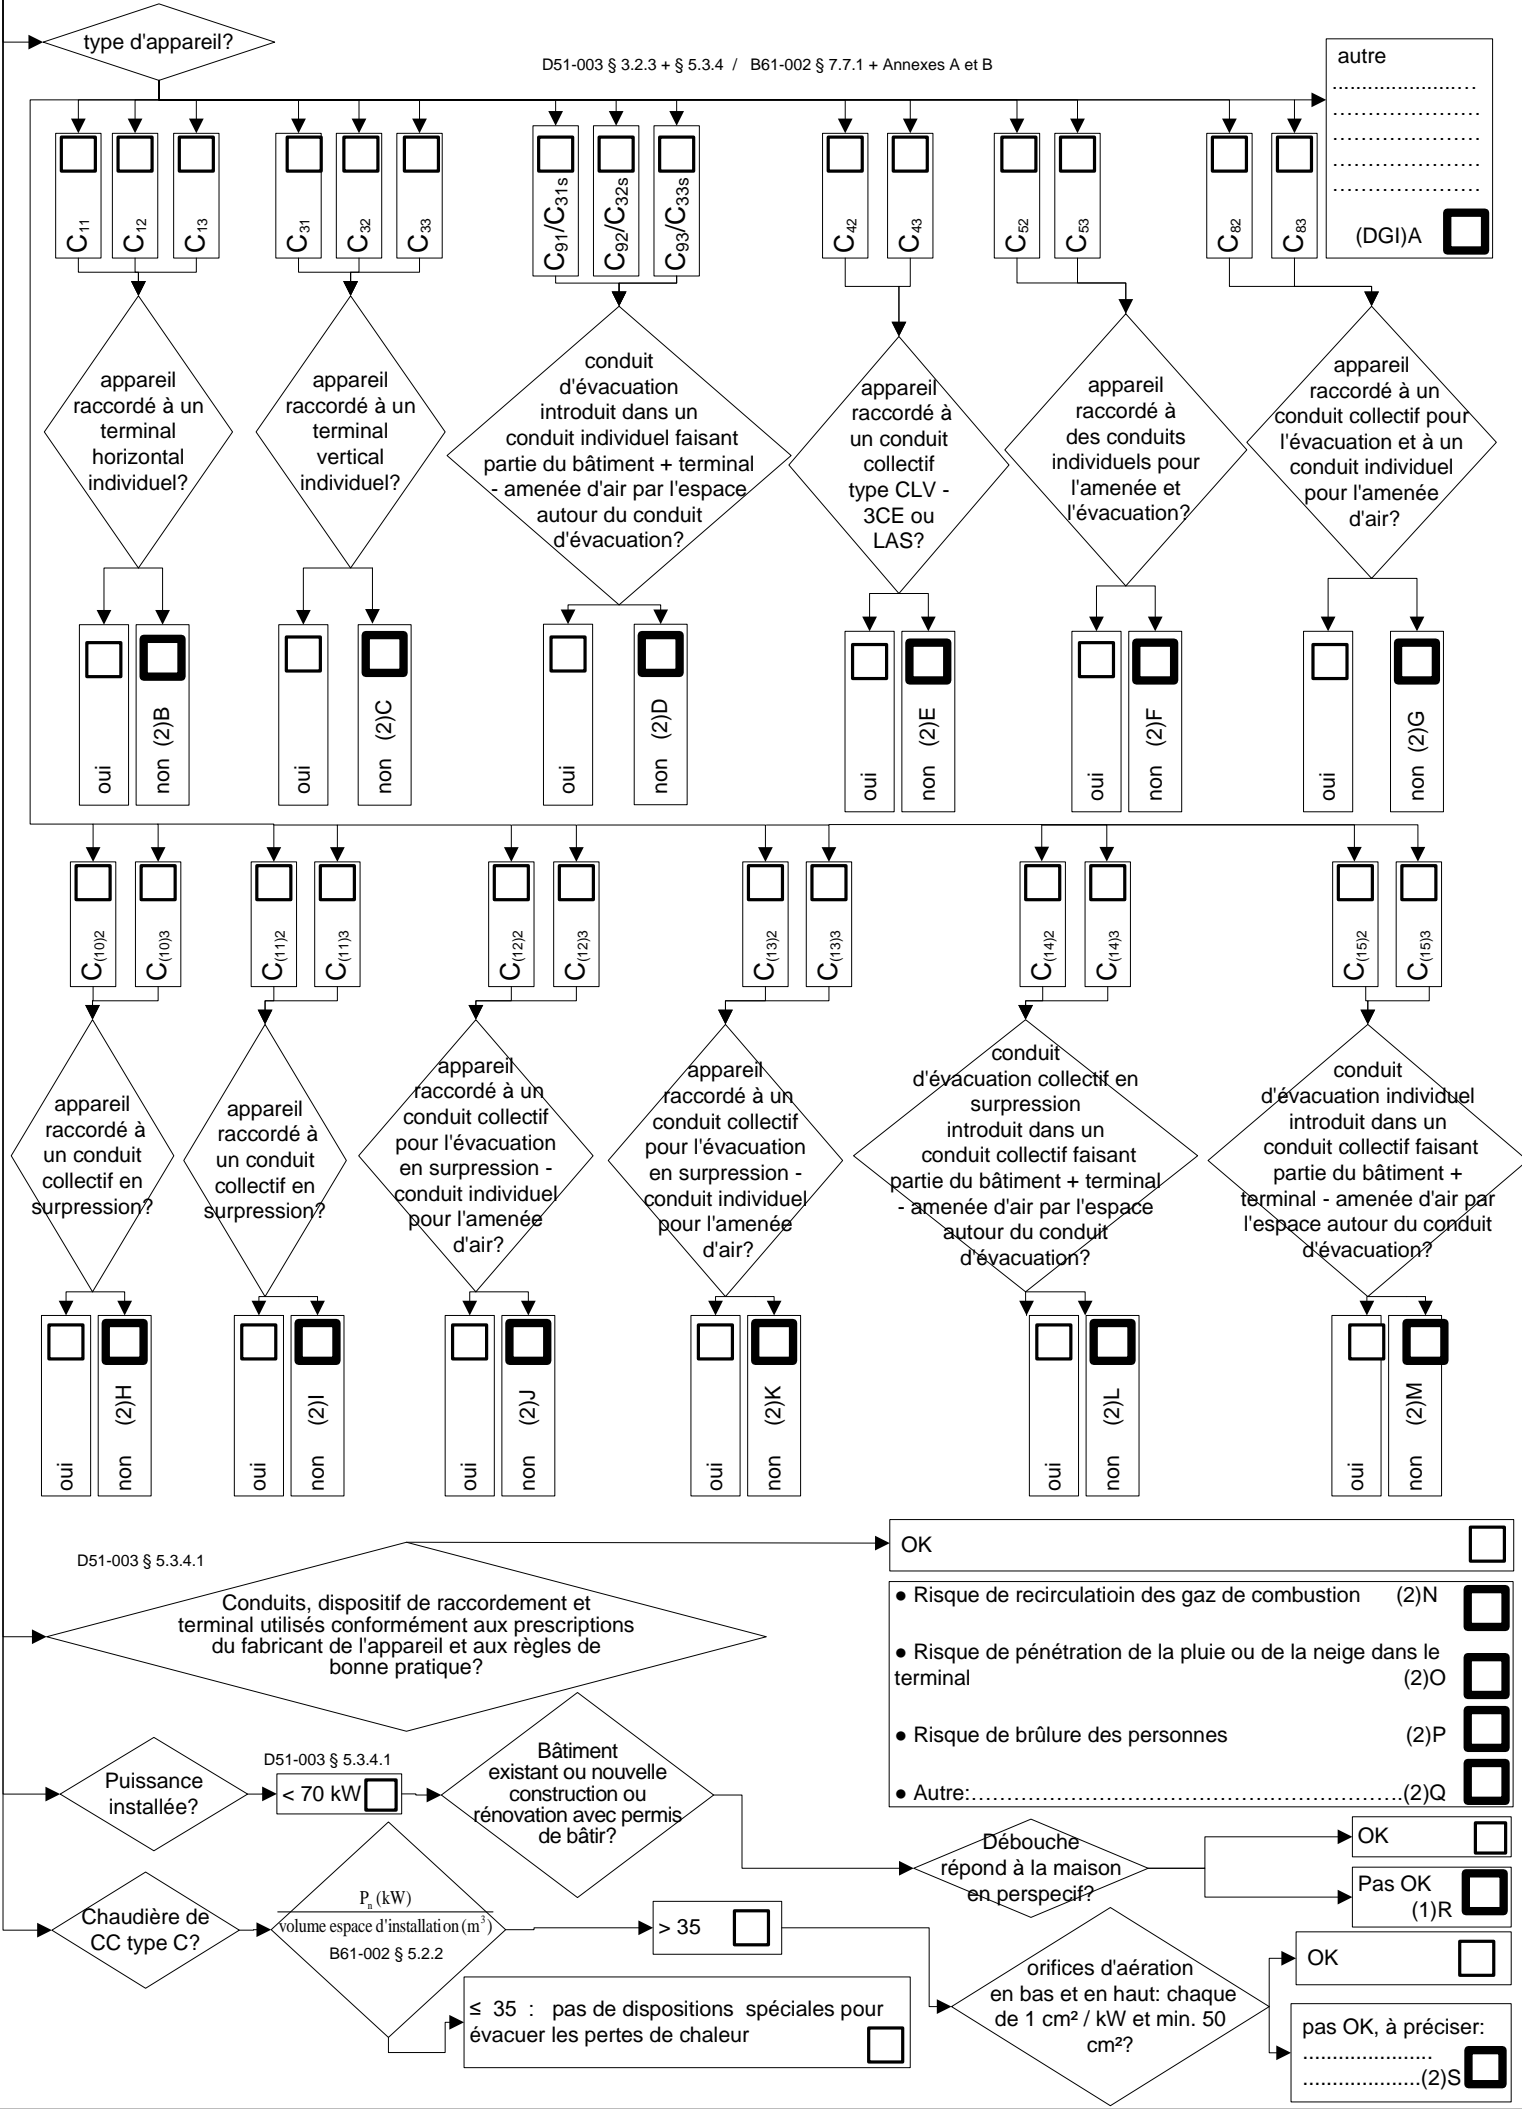 type d'appareil?
D51-003 § 3.2.3 + § 5.3.4 / B61-002 § 7.7.1 + Annexes A et B
autre
........................
........................
........................
........................
........................
(DGI)A
C11
C12
C13
C31
C32
C33
C91/C31s
C92/C32s
C93/C33s
C42
C43
C52
C53
C82
C83
appareil
raccordé à un
terminal
horizontal
individuel?
appareil
raccordé à un
terminal
vertical
individuel?
conduit
d'évacuation
introduit dans un
conduit individuel faisant
partie du bâtiment + terminal
- amenée d'air par l'espace
autour du conduit
d'évacuation?
appareil
raccordé à
un conduit
collectif
type CLV -
3CE ou
LAS?
appareil
raccordé à
des conduits
individuels pour
l'amenée et
l'évacuation?
appareil
raccordé à un
conduit collectif pour
l'évacuation et à un
conduit individuel
pour l'amenée
d'air?
oui
non (2)B
oui
non (2)C
oui
non (2)D
oui
non (2)E
oui
non (2)F
oui
non (2)G
C(10)2
C(10)3
C(11)2
C(11)3
C(12)2
C(12)3
C(13)2
C(13)3
C(14)2
C(14)3
C(15)2
C(15)3
appareil
raccordé à
un conduit
collectif en
surpression?
appareil
raccordé à
un conduit
collectif en
surpression?
appareil
raccordé à un
conduit collectif
pour l'évacuation
en surpression -
conduit individuel
pour l'amenée
d'air?
appareil
raccordé à un
conduit collectif
pour l'évacuation
en surpression -
conduit individuel
pour l'amenée
d'air?
conduit
d'évacuation collectif en
surpression
introduit dans un
conduit collectif faisant
partie du bâtiment + terminal
- amenée d'air par l'espace
autour du conduit
d'évacuation?
conduit
d'évacuation individuel
introduit dans un
conduit collectif faisant
partie du bâtiment +
terminal - amenée d'air par
l'espace autour du conduit
d'évacuation?
oui
non (2)H
oui
non (2)I
oui
non (2)J
oui
non (2)K
oui
non (2)L
oui
non (2)M
D51-003 § 5.3.4.1
Conduits, dispositif de raccordement et
terminal utilisés conformément aux prescriptions
du fabricant de l'appareil et aux règles de
bonne pratique?
OK
● Risque de recirculatioin des gaz de combustion (2)N
● Risque de pénétration de la pluie ou de la neige dans le
terminal (2)O
● Risque de brûlure des personnes (2)P
● Autre:............................................................(2)Q
Puissance
installée?
D51-003 § 5.3.4.1
< 70 kW
Bâtiment
existant ou nouvelle
construction ou
rénovation avec permis
de bâtir?
Débouche
répond à la maison
en perspecif?
OK
Pas OK
(1)R
Chaudière de
CC type C?
Pn (kW)
volume espace d'installation (m³)
B61-002 § 5.2.2
> 35
≤ 35 : pas de dispositions spéciales pour
évacuer les pertes de chaleur
orifices d'aération
en bas et en haut: chaque
de 1 cm² / kW et min. 50
cm²?
OK
pas OK, à préciser:
......................
....................(2)S